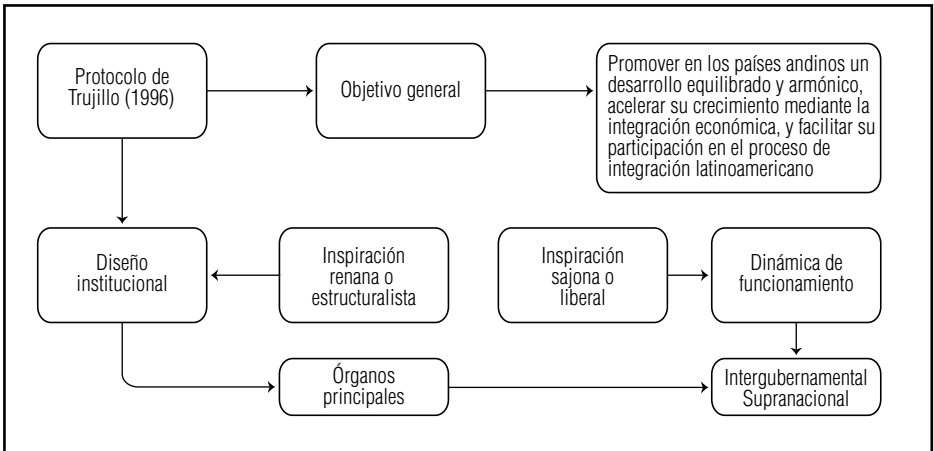 Protocolo de
Trujillo (1996)
Objetivo general
Promover en los países andinos un
desarrollo equilibrado y armónico,
acelerar su crecimiento mediante la
integración económica, y facilitar su
participación en el proceso de
integración latinoamericano
Diseño
institucional
Inspiración
renana o
estructuralista
Inspiración
sajona o
liberal
Dinámica de
funcionamiento
Órganos
principales
Intergubernamental
Supranacional